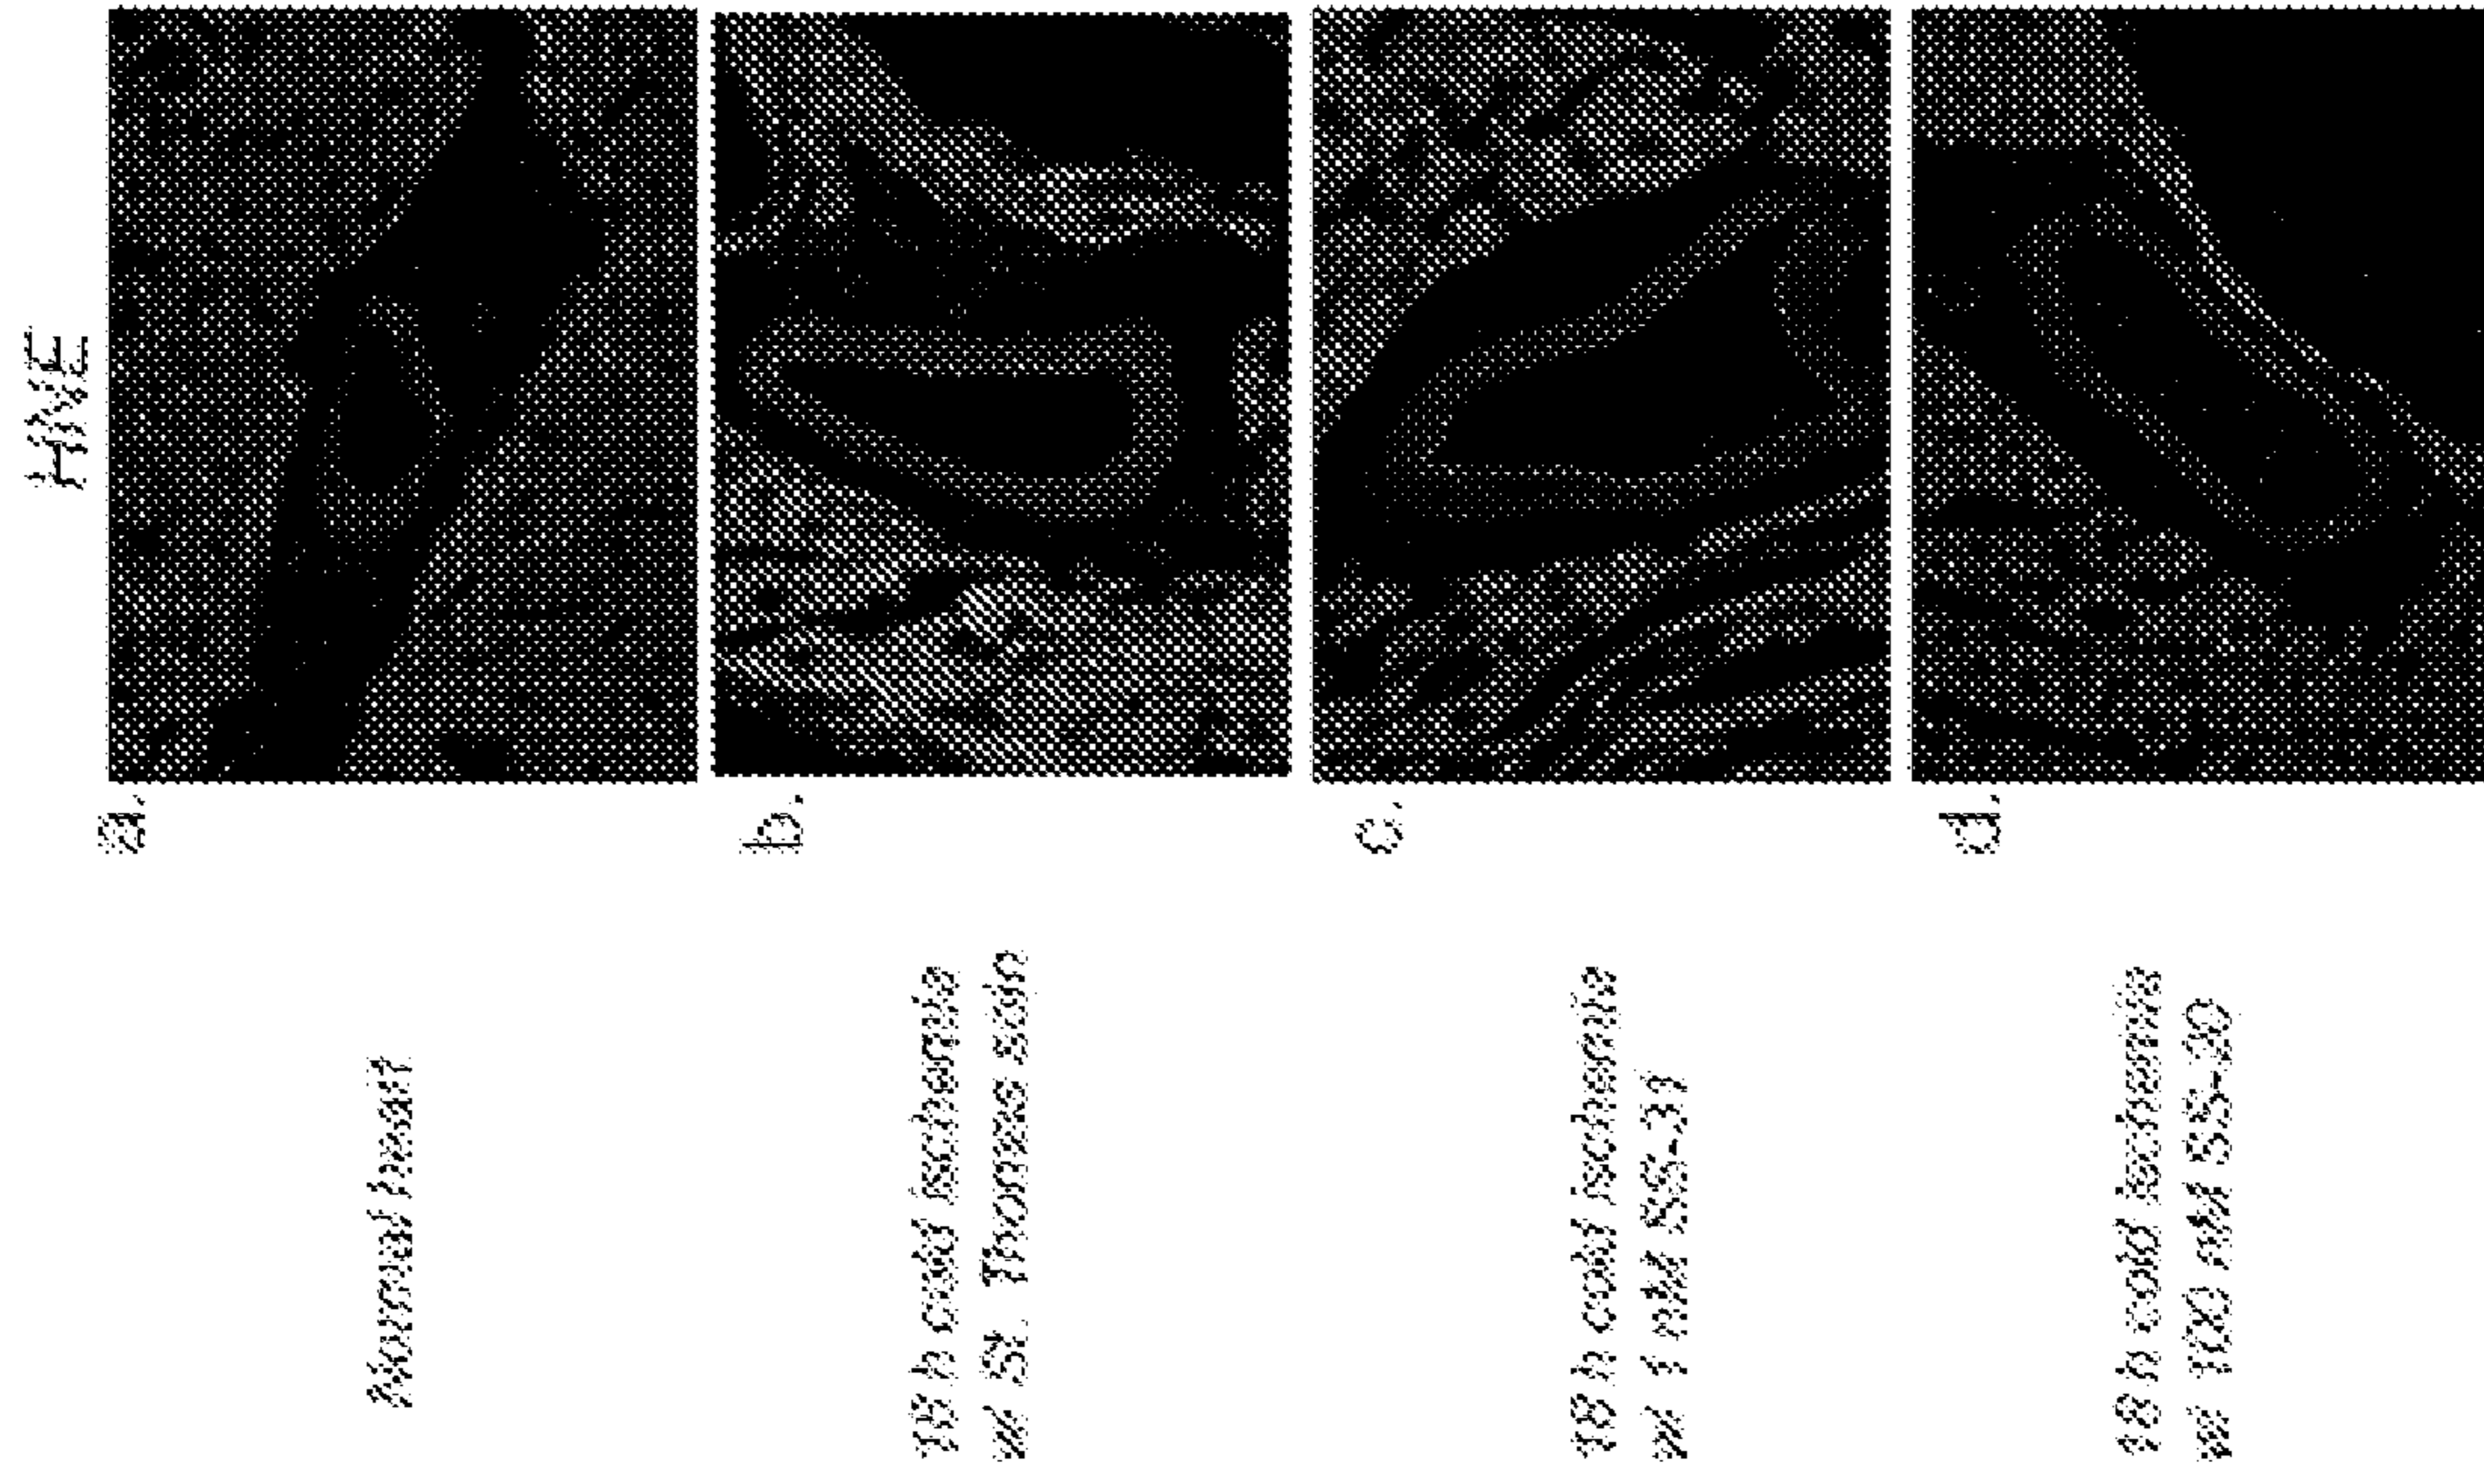 HNE
a.
Normal heart
b.
18 h cold ischemia
w/ St. Thomas soln
c.
18 h cold ischemia
w/ 1 nM SS-31
d.
18 h cold ischemia
w/ 100 nM SS-20